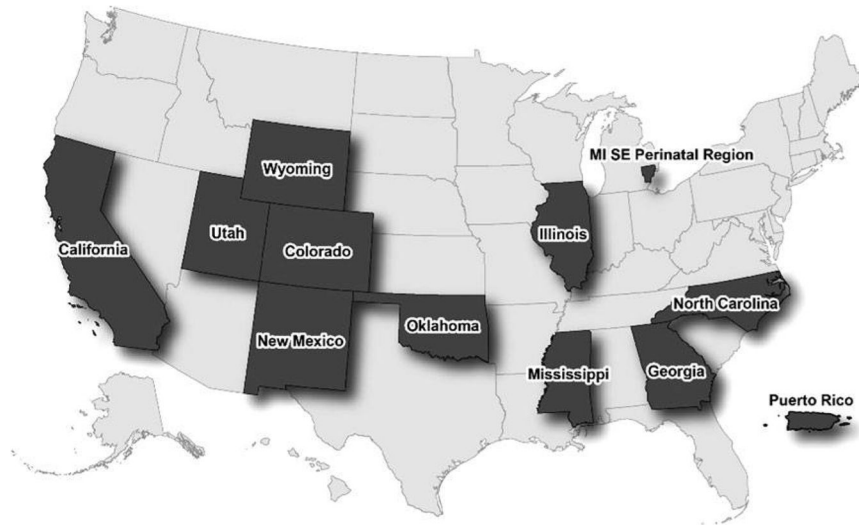 MI SE Perinatal Region
Wyoming
Utah
Colorado
California
Illinois
North Carolina
Oklahoma
New Mexico
Mississippi
Georgia
Puerto Rico